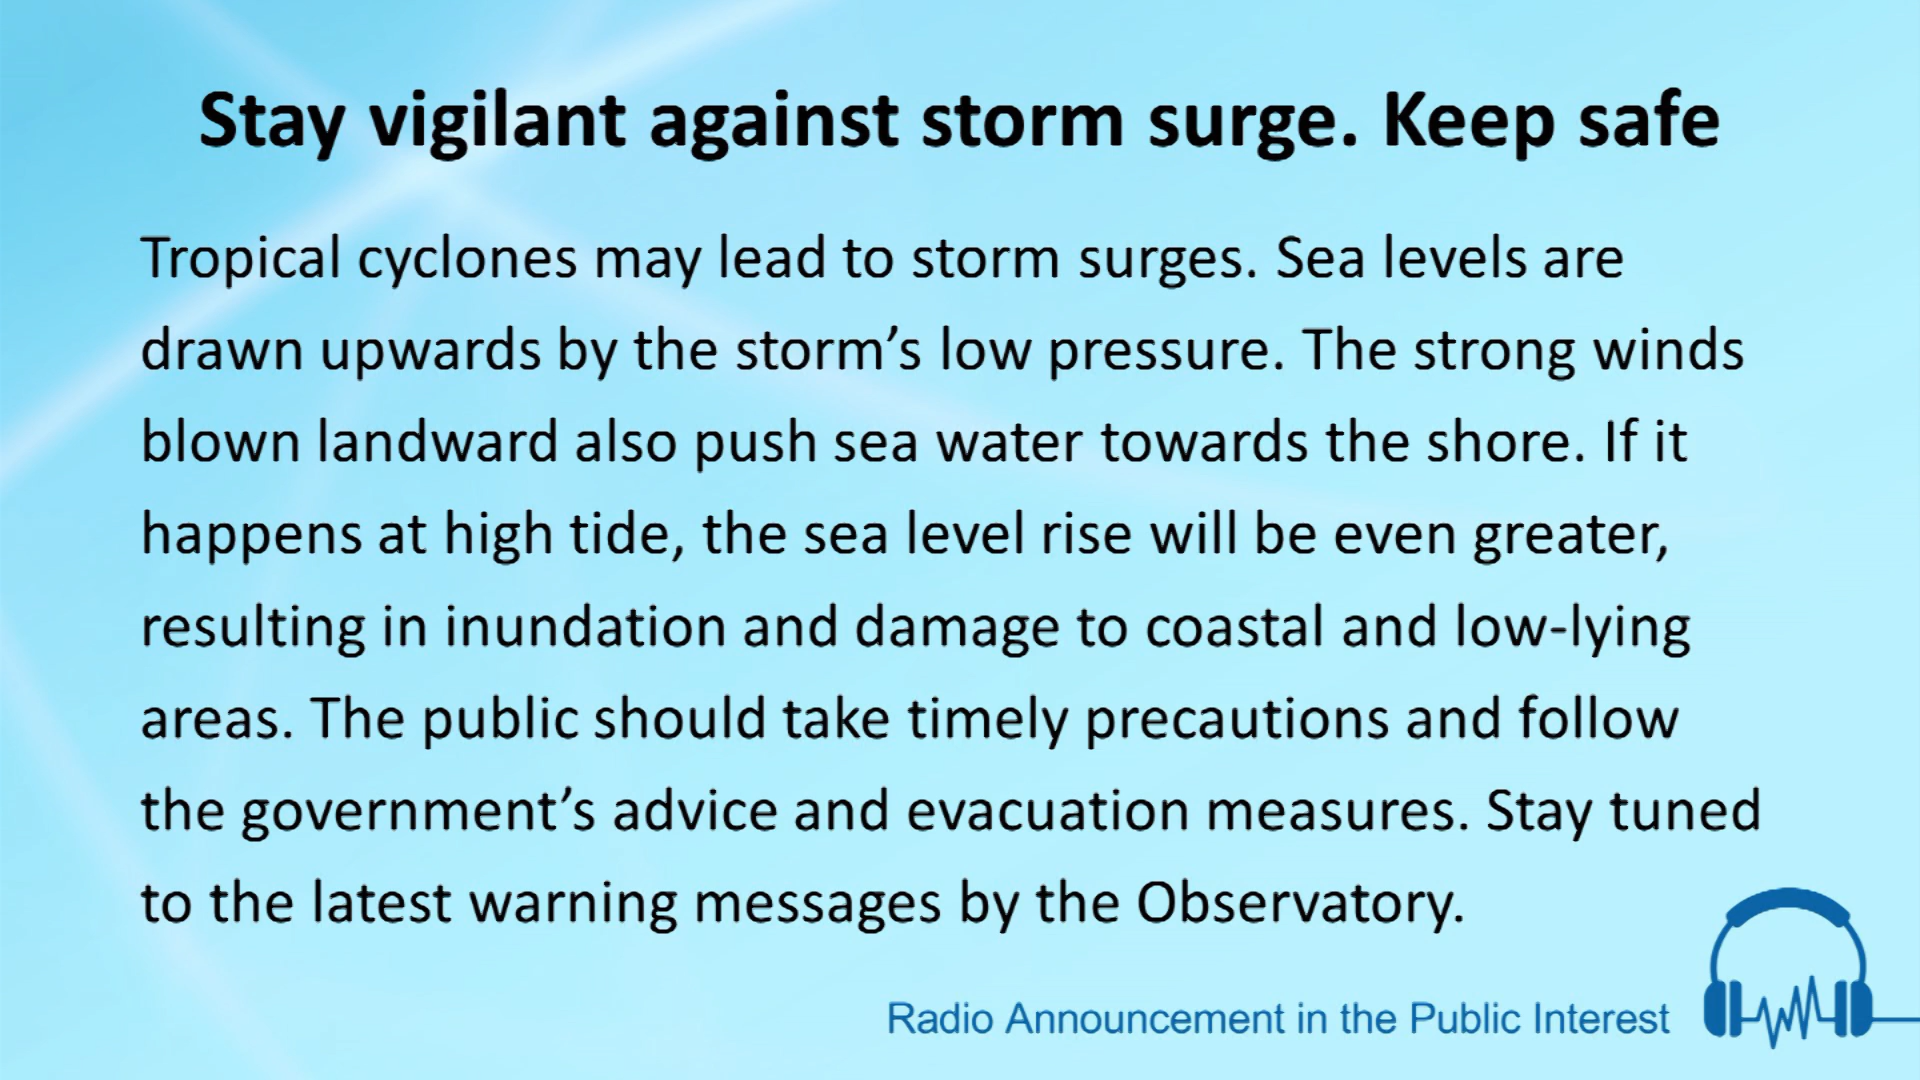 Stay vigilant against storm surge. Keep safe
Tropical cyclones may lead to storm surges. Sea levels are
drawn upwards by the storm’s low pressure. The strong winds
blown landward also push sea water towards the shore. If it
happens at high tide, the sea level rise will be even greater,
resulting in inundation and damage to coastal and low-lying
areas. The public should take timely precautions and follow
the government’s advice and evacuation measures. Stay tuned
to the latest warning messages by the Observatory.
Radio Announcement in the Public Interest